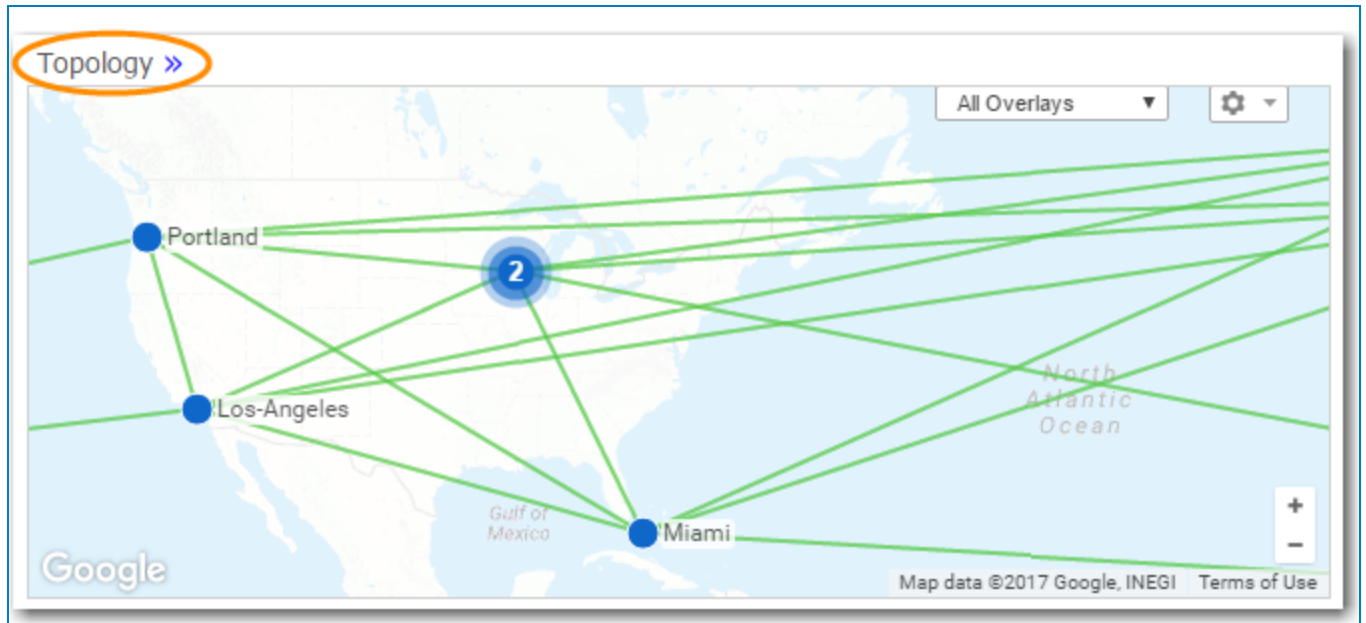 Topology »
All Overlays
Portland
2
North
Atlantic
Ocean
Los-Angeles
Gulf of
Mexico
Miami
+
−
Google
Map data ©2017 Google, INEGI Terms of Use